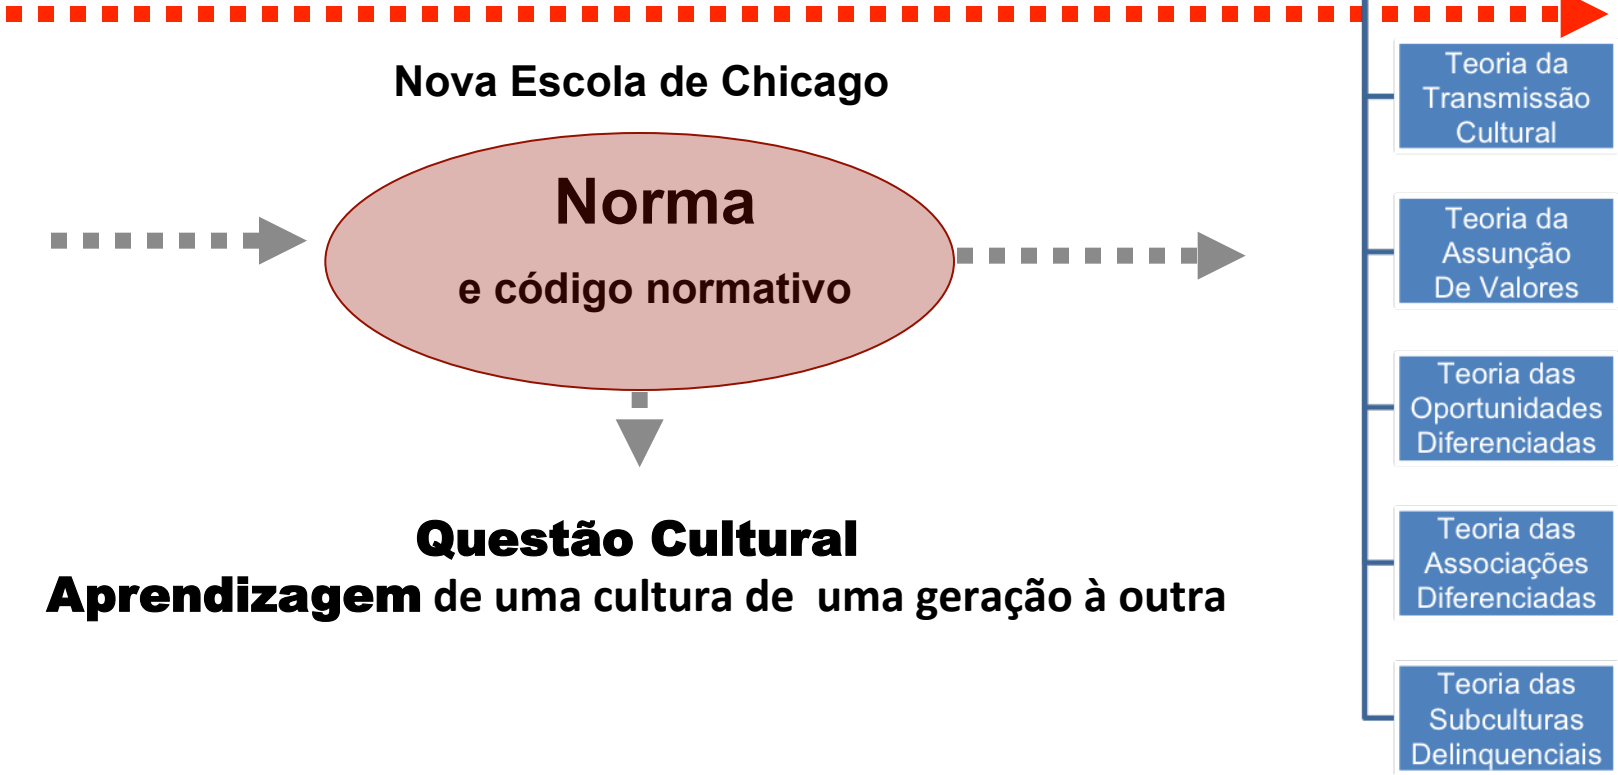 Nova Escola de Chicago
Norma
e código normativo
Questão Cultural
Aprendizagem de uma cultura de uma geração à outra
Teoria da
Transmissão
Cultural
Teoria da
Assunção
De Valores
Teoria das
Oportunidades
Diferenciadas
Teoria das
Associações
Diferenciadas
Teoria das
Subculturas
Delinquenciais